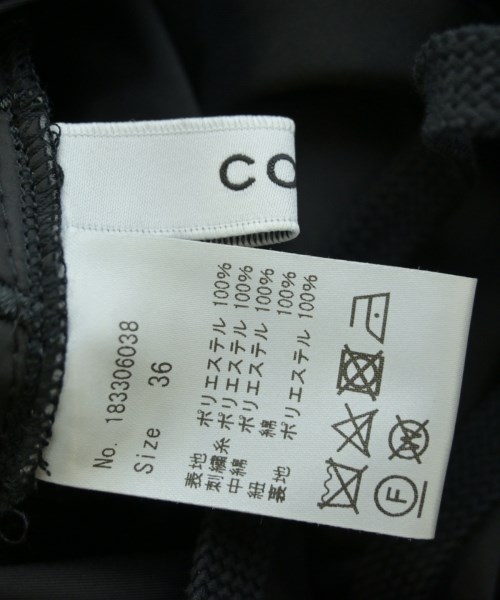 CO
No. 183306038
Size 36
表地 ポリエステル 100%
刺繍糸 ポリエステル 100%
中綿 ポリエステル 100%
紐 綿 100%
裏地 ポリエステル 100%
W
F